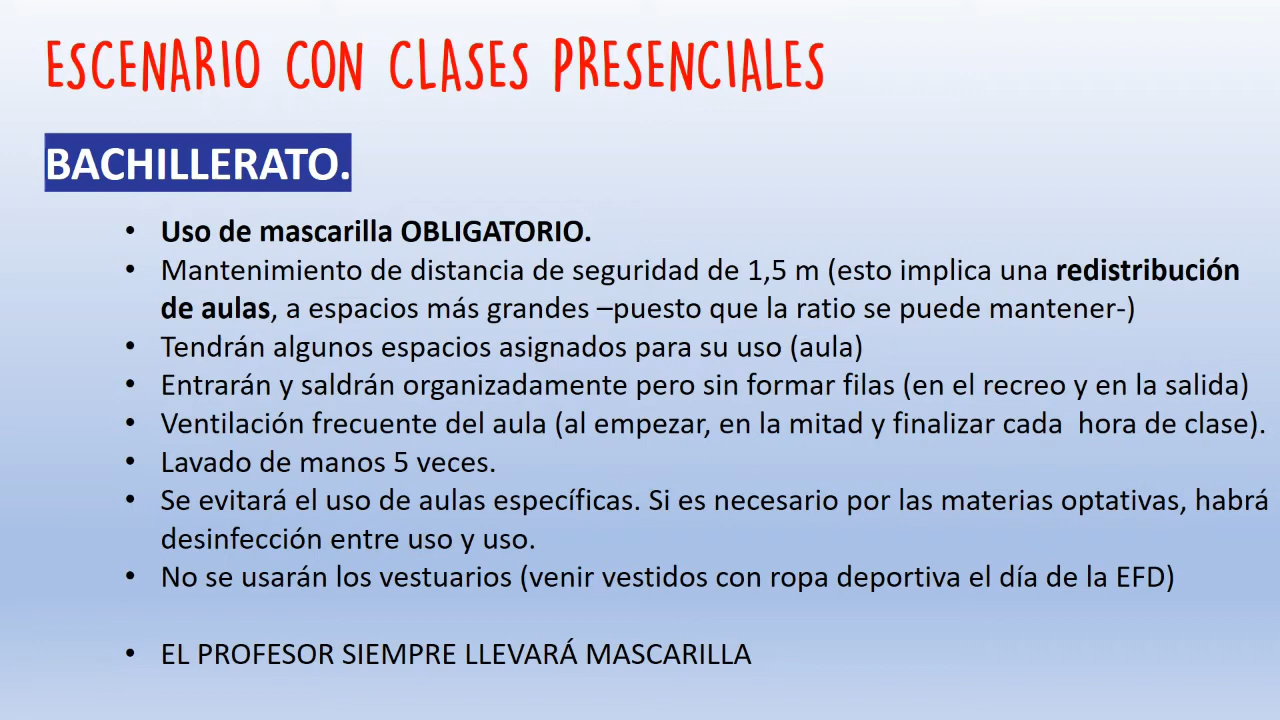 ESCENARIO CON CLASES PRESENCIALES
BACHILLERATO.
• Uso de mascarilla OBLIGATORIO.
• Mantenimiento de distancia de seguridad de 1,5 m (esto implica una redistribución
de aulas, a espacios más grandes –puesto que la ratio se puede mantener-)
• Tendrán algunos espacios asignados para su uso (aula)
• Entrarán y saldrán organizadamente pero sin formar filas (en el recreo y en la salida)
• Ventilación frecuente del aula (al empezar, en la mitad y finalizar cada  hora de clase).
• Lavado de manos 5 veces.
• Se evitará el uso de aulas específicas. Si es necesario por las materias optativas, habrá
desinfección entre uso y uso.
• No se usarán los vestuarios (venir vestidos con ropa deportiva el día de la EFD)
• EL PROFESOR SIEMPRE LLEVARÁ MASCARILLA